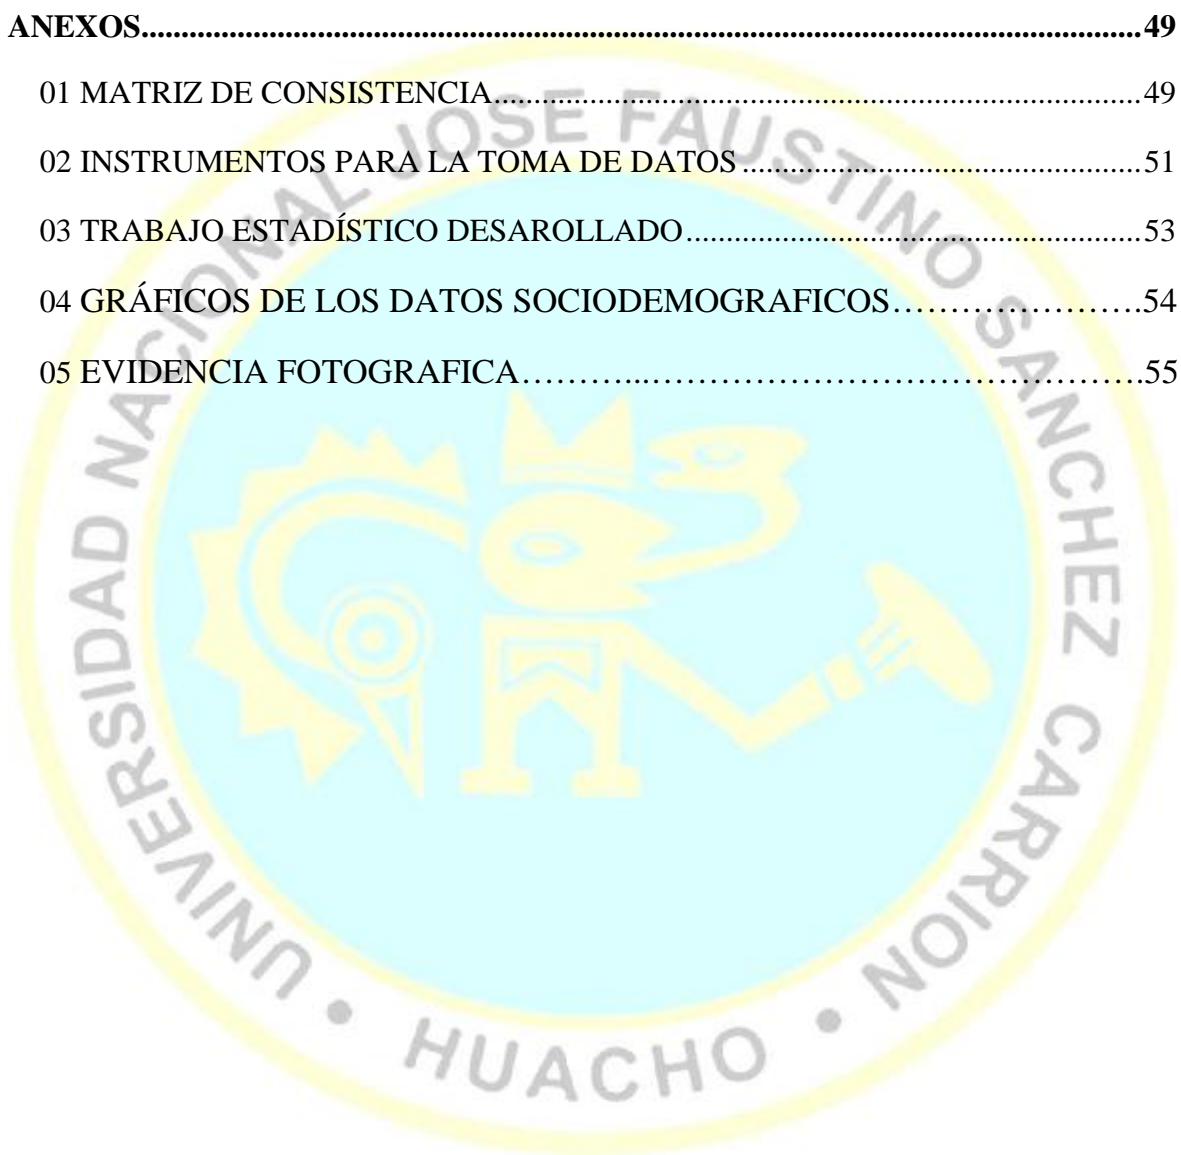 ANEXOS.......................................................................................................................... 49
01 MATRIZ DE CONSISTENCIA................................................................................ 49
02 INSTRUMENTOS PARA LA TOMA DE DATOS ................................................. 51
03 TRABAJO ESTADÍSTICO DESAROLLADO........................................................ 53
04 GRÁFICOS DE LOS DATOS SOCIODEMOGRAFICOS………………….54
05 EVIDENCIA FOTOGRAFICA………...…………………………………….55
UNIVERSIDAD NACIONAL JOSE FAUSTINO SANCHEZ CARRION
• HUACHO •